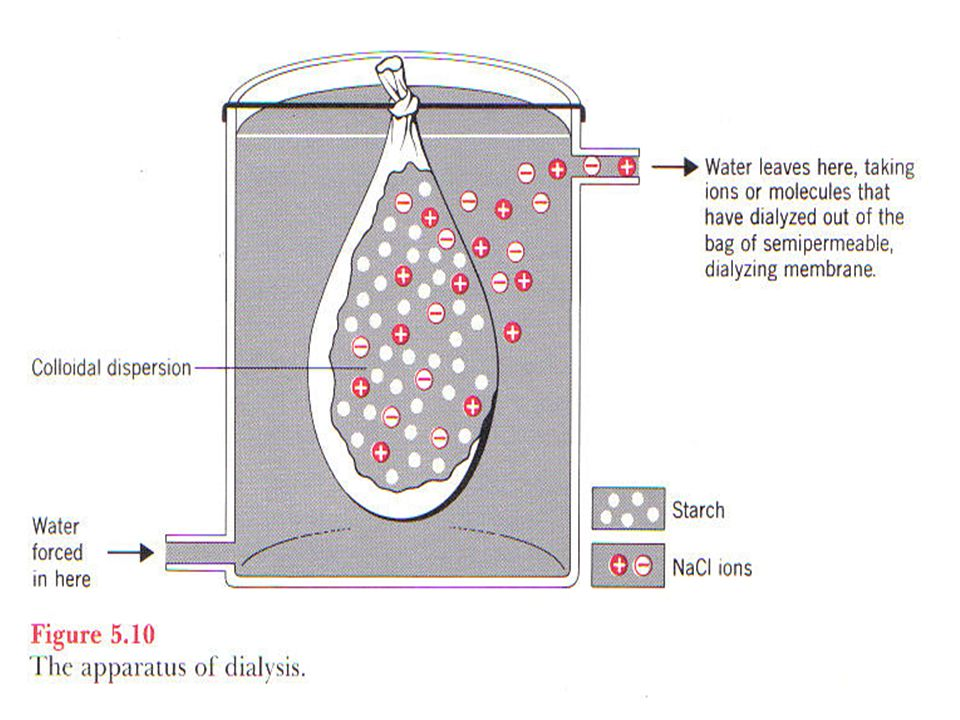 Water leaves here, taking
ions or molecules that
have dialyzed out of the
bag of semipermeable,
dialyzing membrane.
Colloidal dispersion
Water
forced
in here
Starch
NaCl ions
Figure 5.10
The apparatus of dialysis.